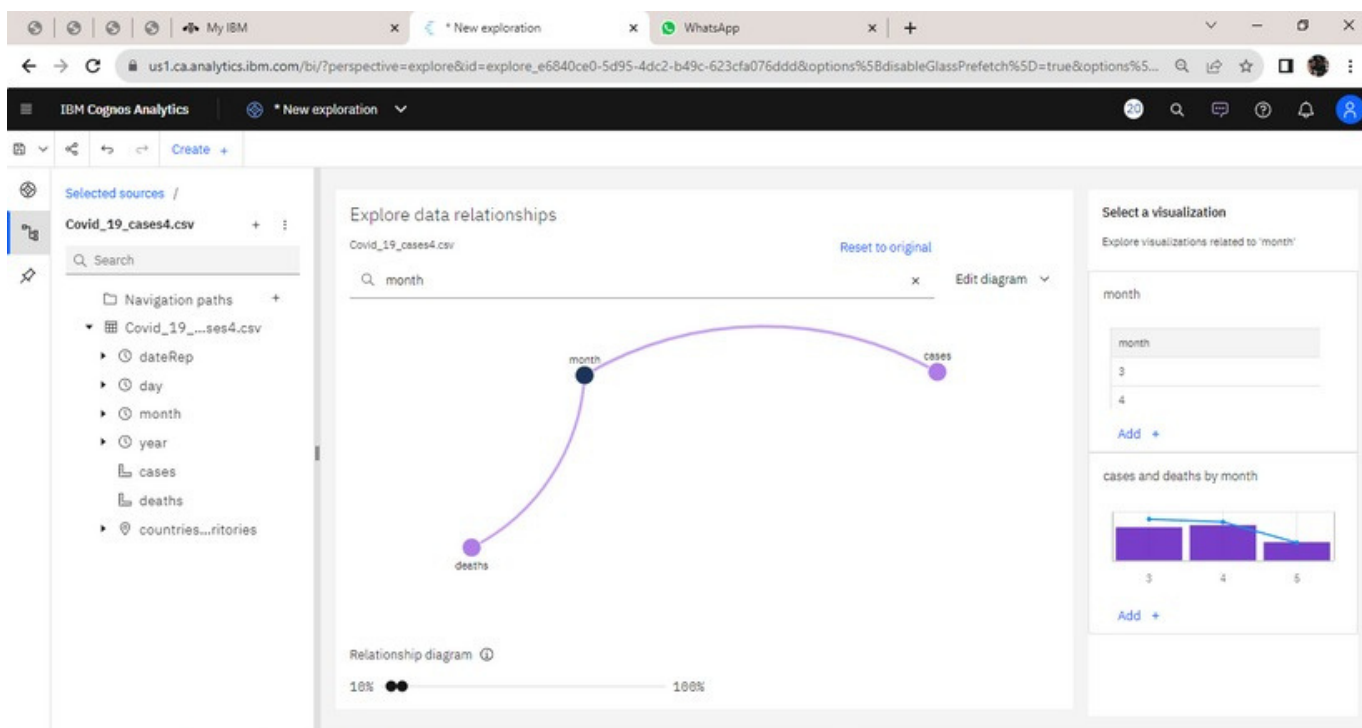 My IBM
* New exploration
WhatsApp
us1.ca.analytics.ibm.com/bi/?perspective=explore&id=explore_e6840ce0-5d95-4dc2-b49c-623cfa076ddd&options%5BdisableGlassPrefetch%5D=true&options%5...
IBM Cognos Analytics
* New exploration
20
Create +
Selected sources /
Covid_19_cases4.csv
Search
Navigation paths +
Covid_19_...ses4.csv
dateRep
day
month
year
cases
deaths
countries...ritories
Explore data relationships
Covid_19_cases4.csv
Reset to original
month
Edit diagram
month
cases
deaths
Relationship diagram
10%
100%
Select a visualization
Explore visualizations related to 'month'
month
month
3
4
Add +
cases and deaths by month
3 4 5
Add +